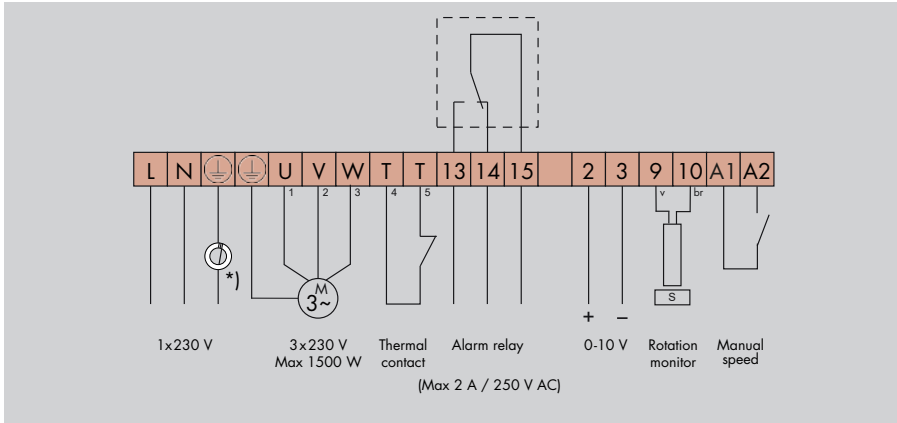 L N U V W T T 13 14 15 2 3 9 10 A1 A2
1 2 3 4 5 v br
*)
M
3~
S
+ –
1x230 V
3x230 V
Max 1500 W
Thermal
contact
Alarm relay
(Max 2 A / 250 V AC)
0-10 V
Rotation
monitor
Manual
speed